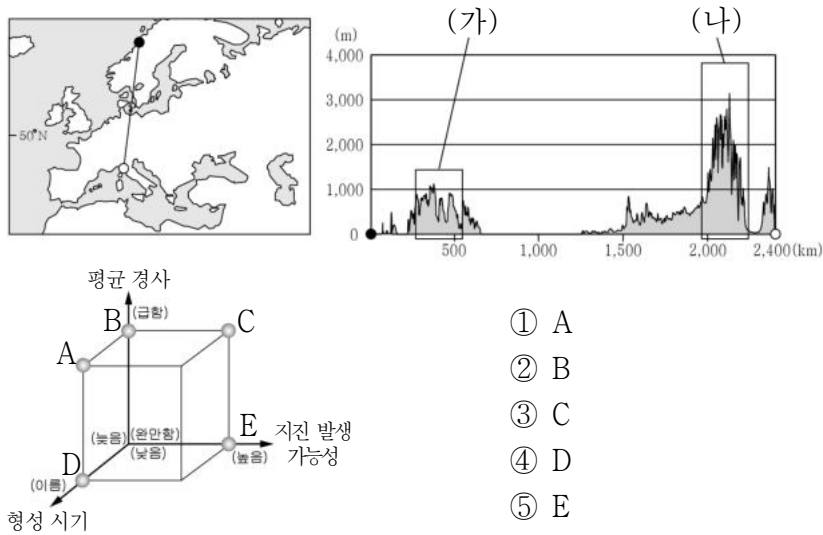 (가) (나)
(m)
4,000
3,000
2,000
1,000
0
500 1,000 1,500 2,000 2,400(km)
50°N
평균 경사
(급함)
B C
A
E
(늦음) (완만함)
(낮음)
(높음)
지진 발생
가능성
D
(이름)
형성 시기
① A
② B
③ C
④ D
⑤ E